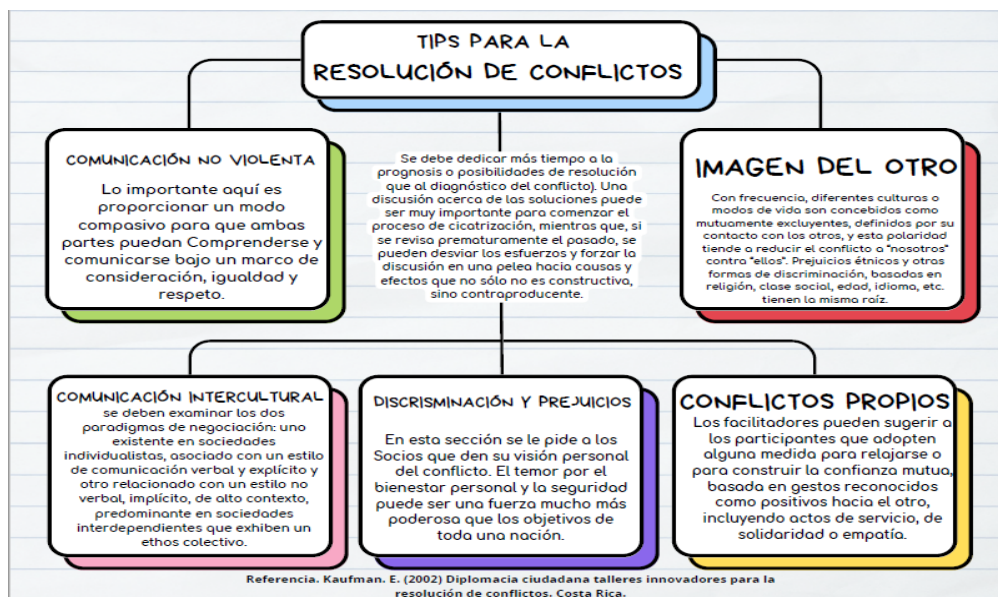 TIPS PARA LA
RESOLUCIÓN DE CONFLICTOS
COMUNICACIÓN NO VIOLENTA
Lo importante aquí es
proporcionar un modo
compasivo para que ambas
partes puedan Comprenderse y
comunicarse bajo un marco de
consideración, igualdad y
respeto.
Se debe dedicar más tiempo a la
prognosis o posibilidades de resolución
que al diagnóstico del conflicto). Una
discusión acerca de las soluciones puede
ser muy importante para comenzar el
proceso de cicatrización, mientras que, si
se revisa prematuramente el pasado, se
pueden desviar los esfuerzos y forzar la
discusión en una pelea hacia causas y
efectos que no sólo no es constructiva,
sino contraproducente.
IMAGEN DEL OTRO
Con frecuencia, diferentes culturas o
modos de vida son concebidos como
mutuamente excluyentes, definidos por su
contacto con los otros, y esta polaridad
tiende a reducir el conflicto a "nosotros"
contra "ellos". Prejuicios étnicos y otras
formas de discriminación, basadas en
religión, clase social, edad, idioma, etc.
tienen la misma raíz.
COMUNICACIÓN INTERCULTURAL
se deben examinar los dos
paradigmas de negociación: uno
existente en sociedades
individualistas, asociado con un estilo
de comunicación verbal y explícito y
otro relacionado con un estilo no
verbal, implícito, de alto contexto,
predominante en sociedades
interdependientes que exhiben un
ethos colectivo.
DISCRISMINACIÓN Y PREJUICIOS
En esta sección se le pide a los
Socios que den su visión personal
del conflicto. El temor por el
bienestar personal y la seguridad
puede ser una fuerza mucho más
poderosa que los objetivos de
toda una nación.
CONFLICTOS PROPIOS
Los facilitadores pueden sugerir a
los participantes que adopten
alguna medida para relajarse o
para construir la confianza mutua,
basada en gestos reconocidos
como positivos hacia el otro,
incluyendo actos de servicio, de
solidaridad o empatía.
Referencia. Kaufman. E. (2002) Diplomacia ciudadana talleres innovadores para la
resolución de conflictos. Costa Rica.